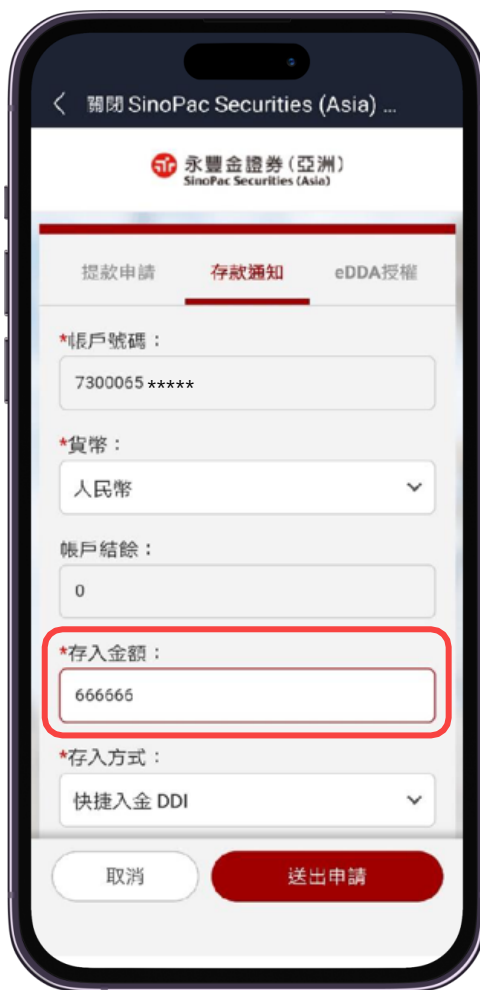 關閉 SinoPac Securities (Asia) ...
永豐金證券(亞洲)
SinoPac Securities (Asia)
提款申請 存款通知 eDDA授權
*帳戶號碼：
7300065*****
*貨幣：
人民幣
帳戶結餘：
0
*存入金額：
666666
*存入方式：
快捷入金 DDI
取消 送出申請